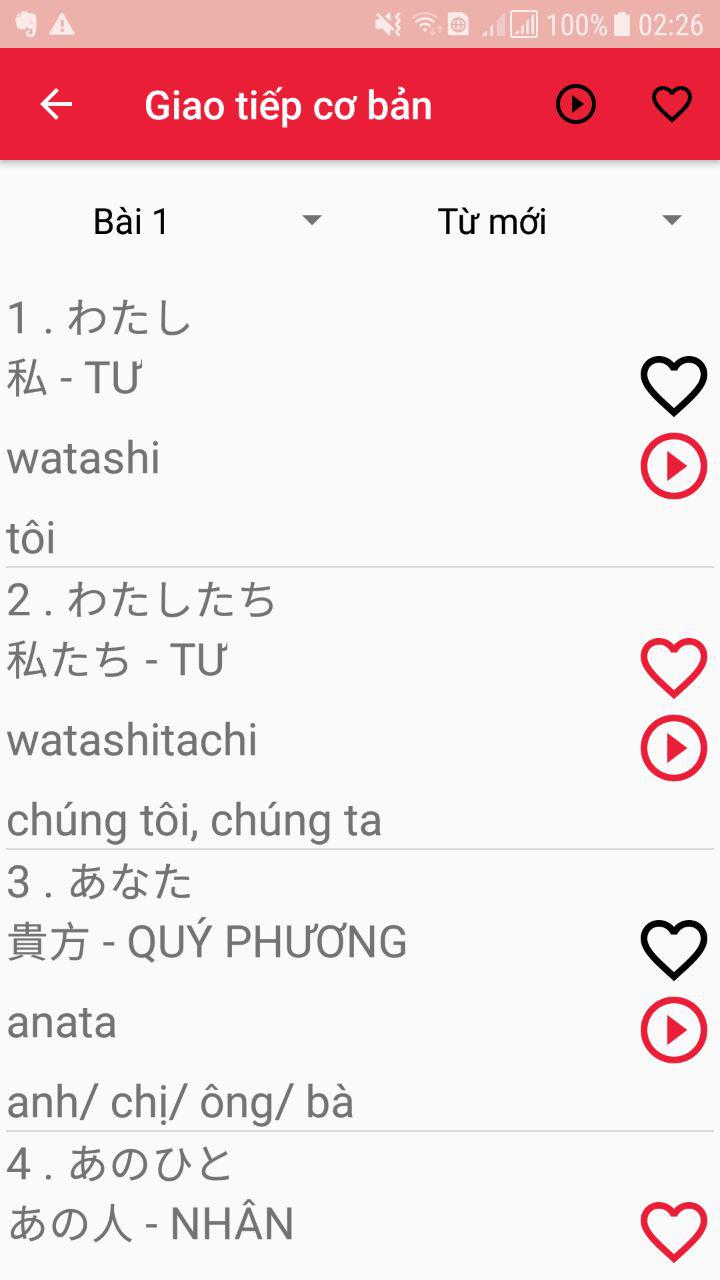 100% 02:26
Giao tiếp cơ bản
Bài 1 Từ mới
1 . わたし
私 - TƯ
watashi
tôi
2 . わたしたち
私たち - TƯ
watashitachi
chúng tôi, chúng ta
3 . あなた
貴方 - QUÝ PHƯƠNG
anata
anh/ chị/ ông/ bà
4 . あのひと
あの人 - NHÂN